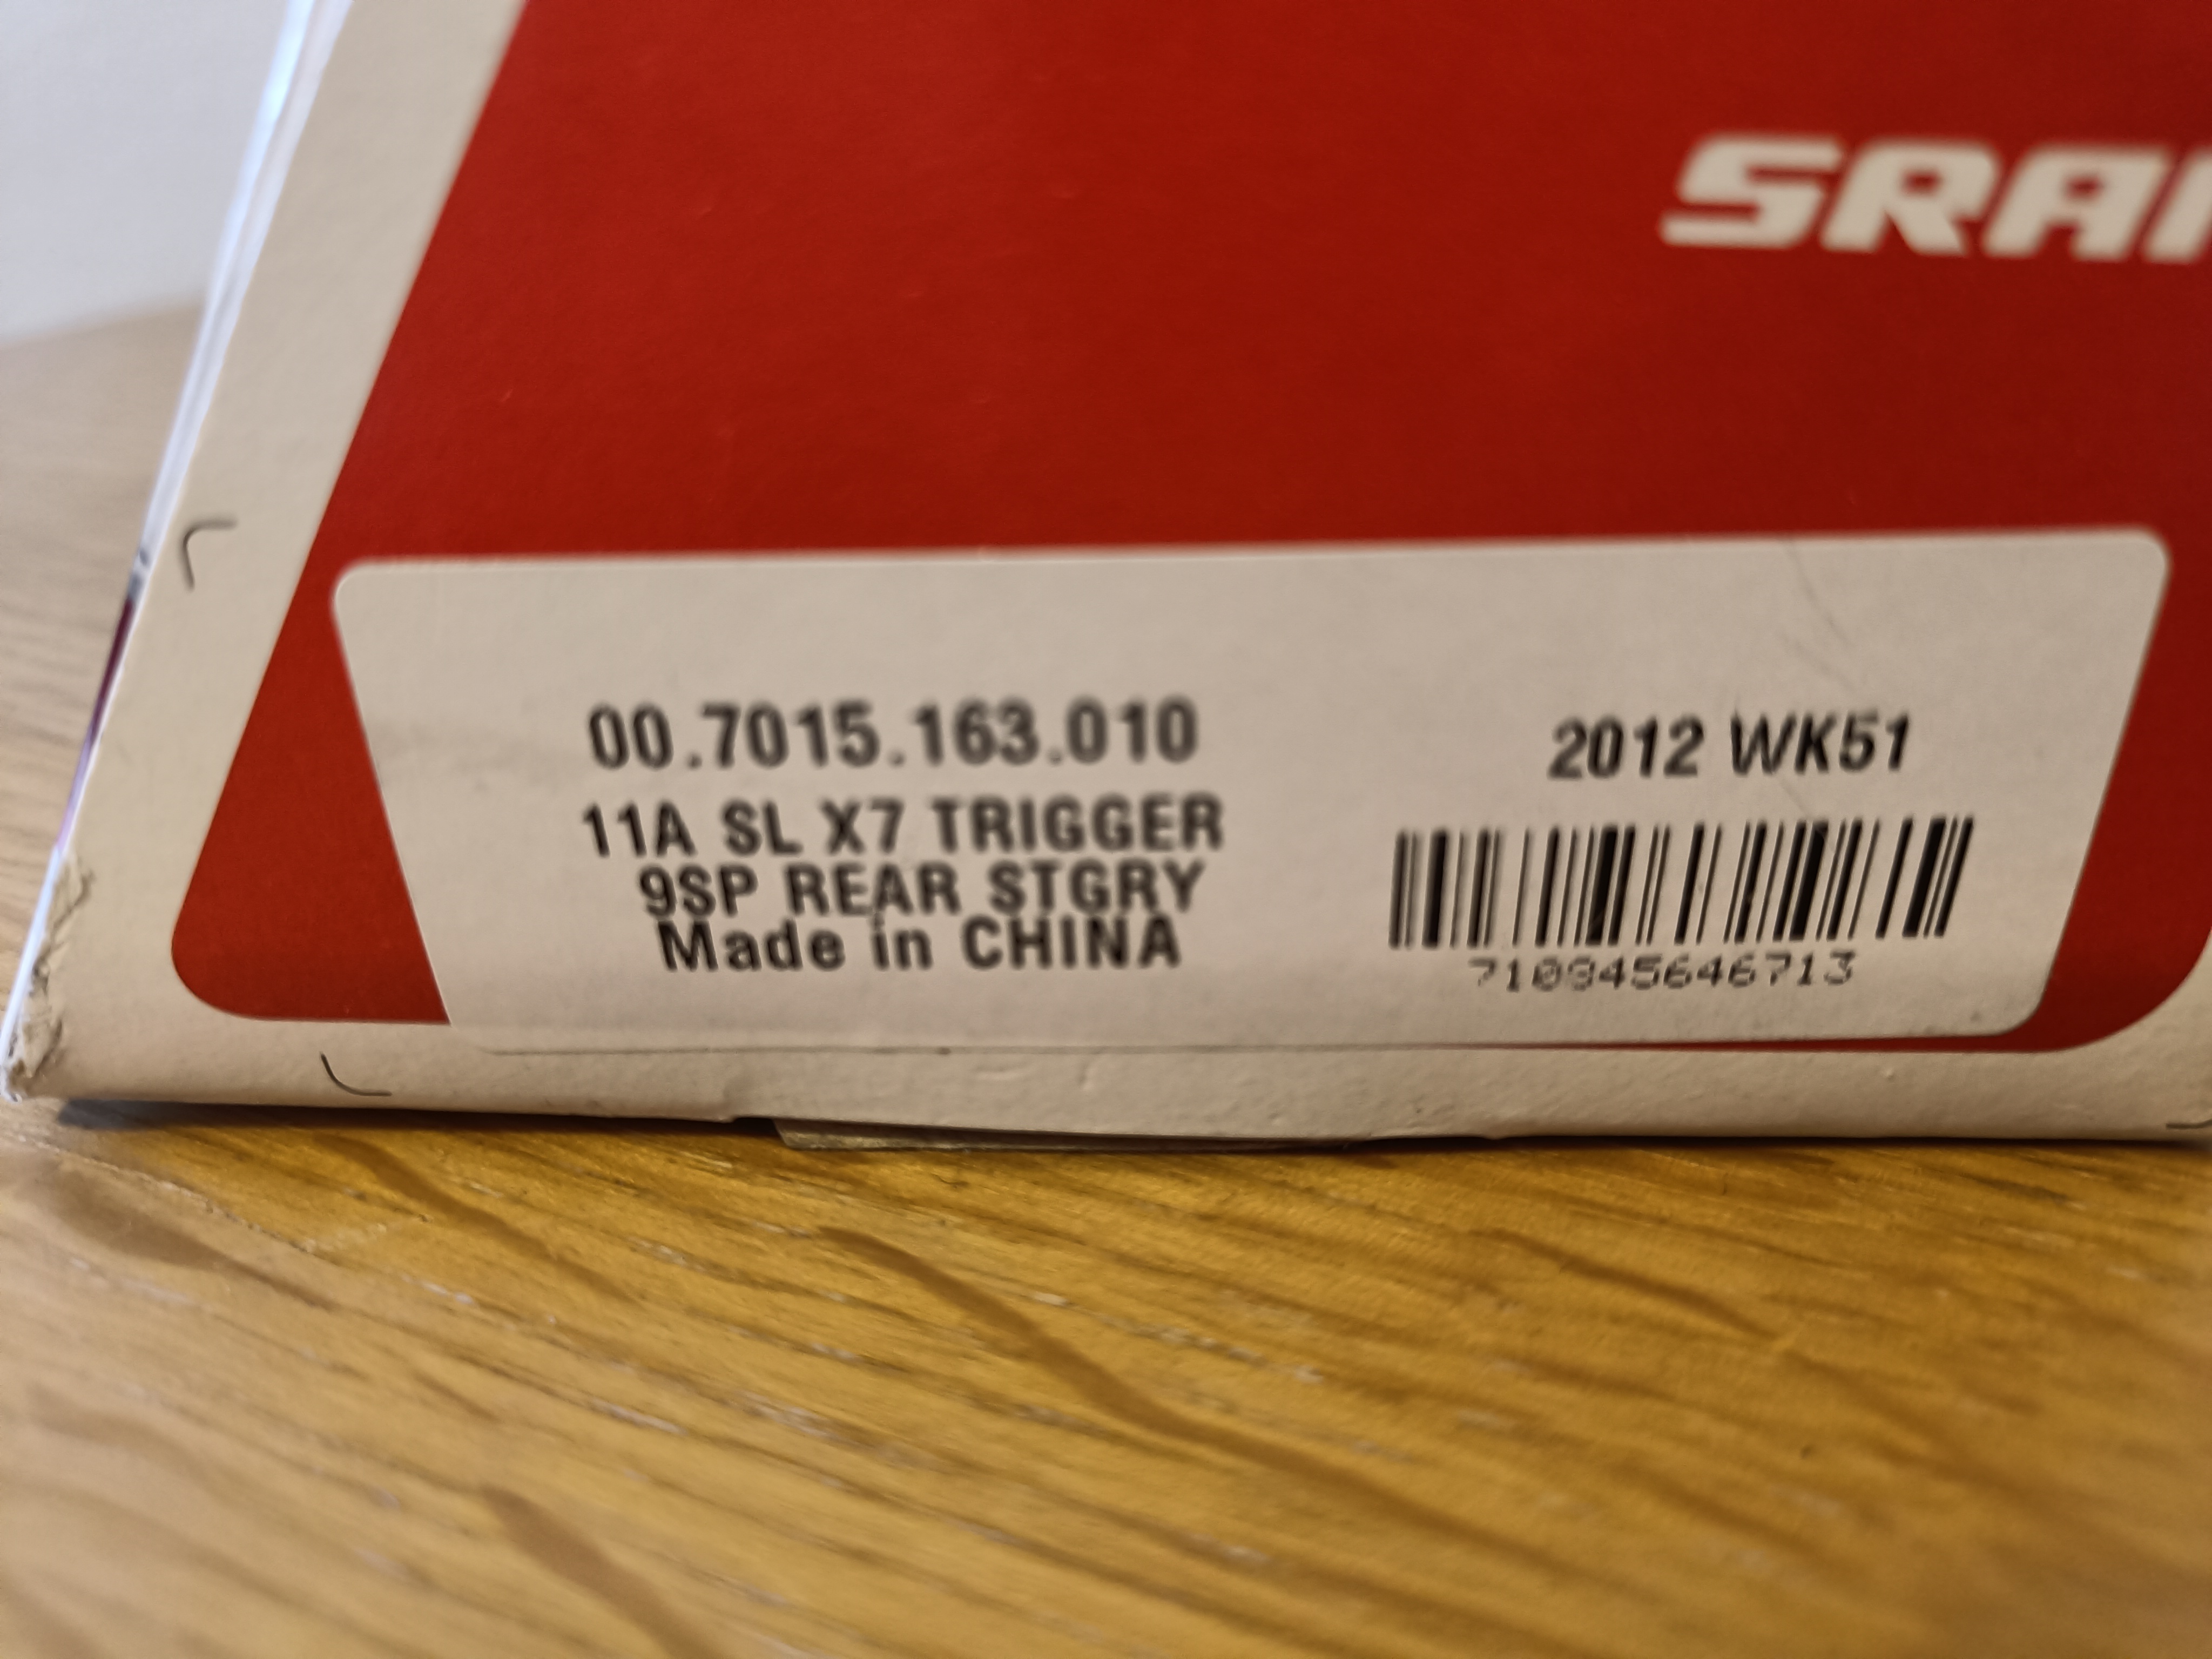 SRAM
00.7015.163.010
11A SL X7 TRIGGER
9SP REAR STGRY
Made in CHINA
2012 WK51
710845646713